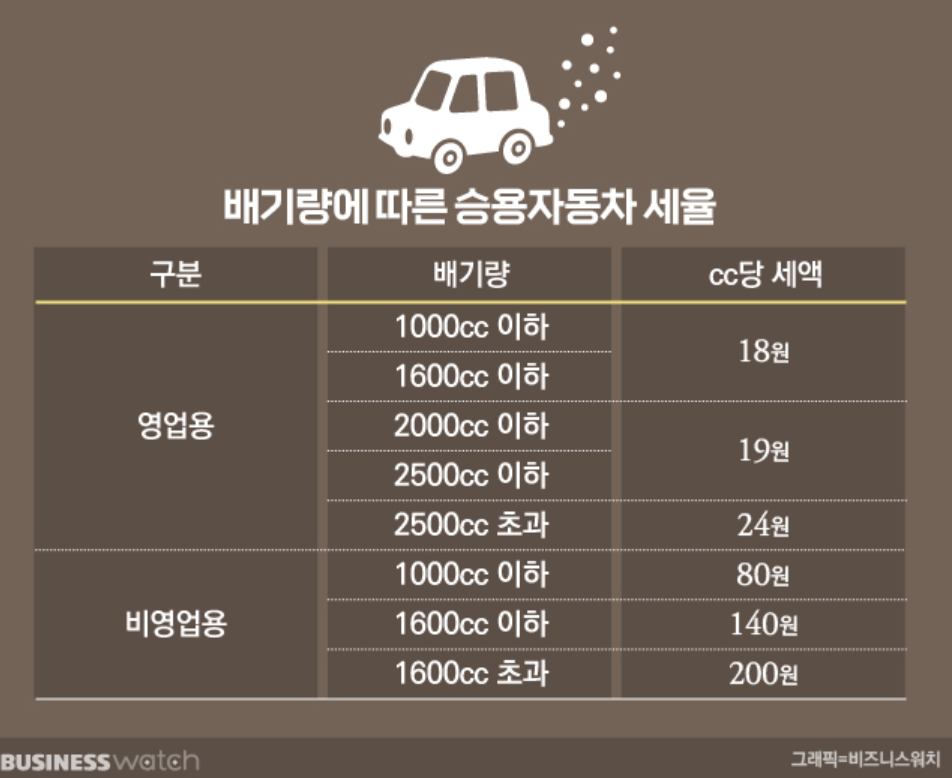 배기량에 따른 승용자동차 세율
구분 배기량 cc당 세액
영업용
1000cc 이하
1600cc 이하
18원
2000cc 이하
2500cc 이하
19원
2500cc 초과 24원
비영업용
1000cc 이하 80원
1600cc 이하 140원
1600cc 초과 200원
BUSINESSwatch
그래픽=비즈니스워치